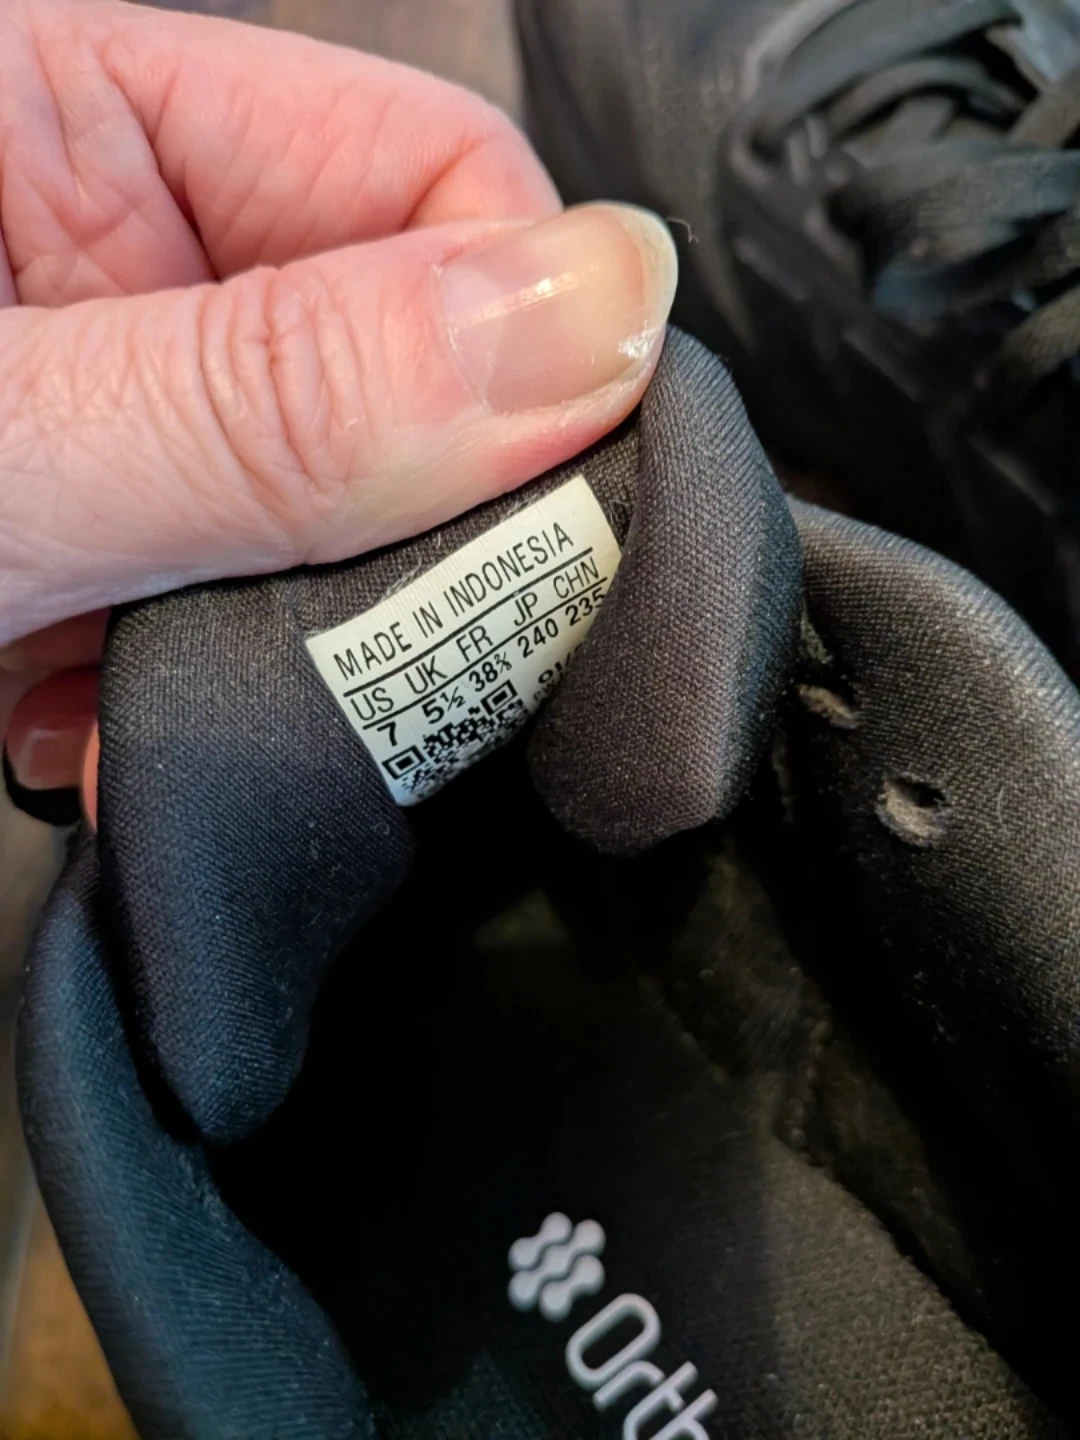 MADE IN INDONESIA
US UK FR JP CHN
7 5½ 38⅔ 240 235
Orth